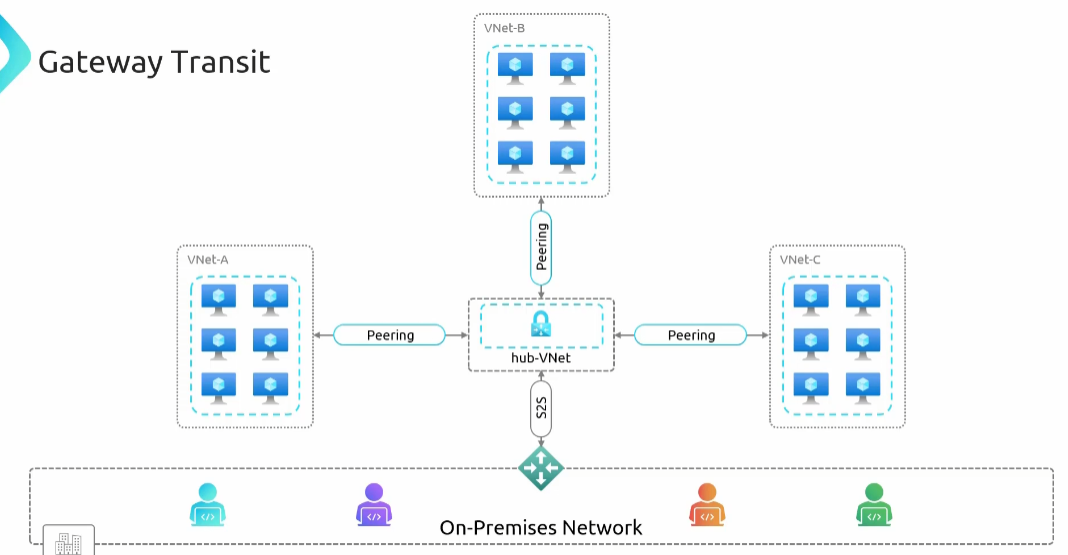 Gateway Transit
VNet-B
Peering
VNet-A
VNet-C
Peering
Peering
hub-VNet
S2S
</>
</>
</>
</>
On-Premises Network